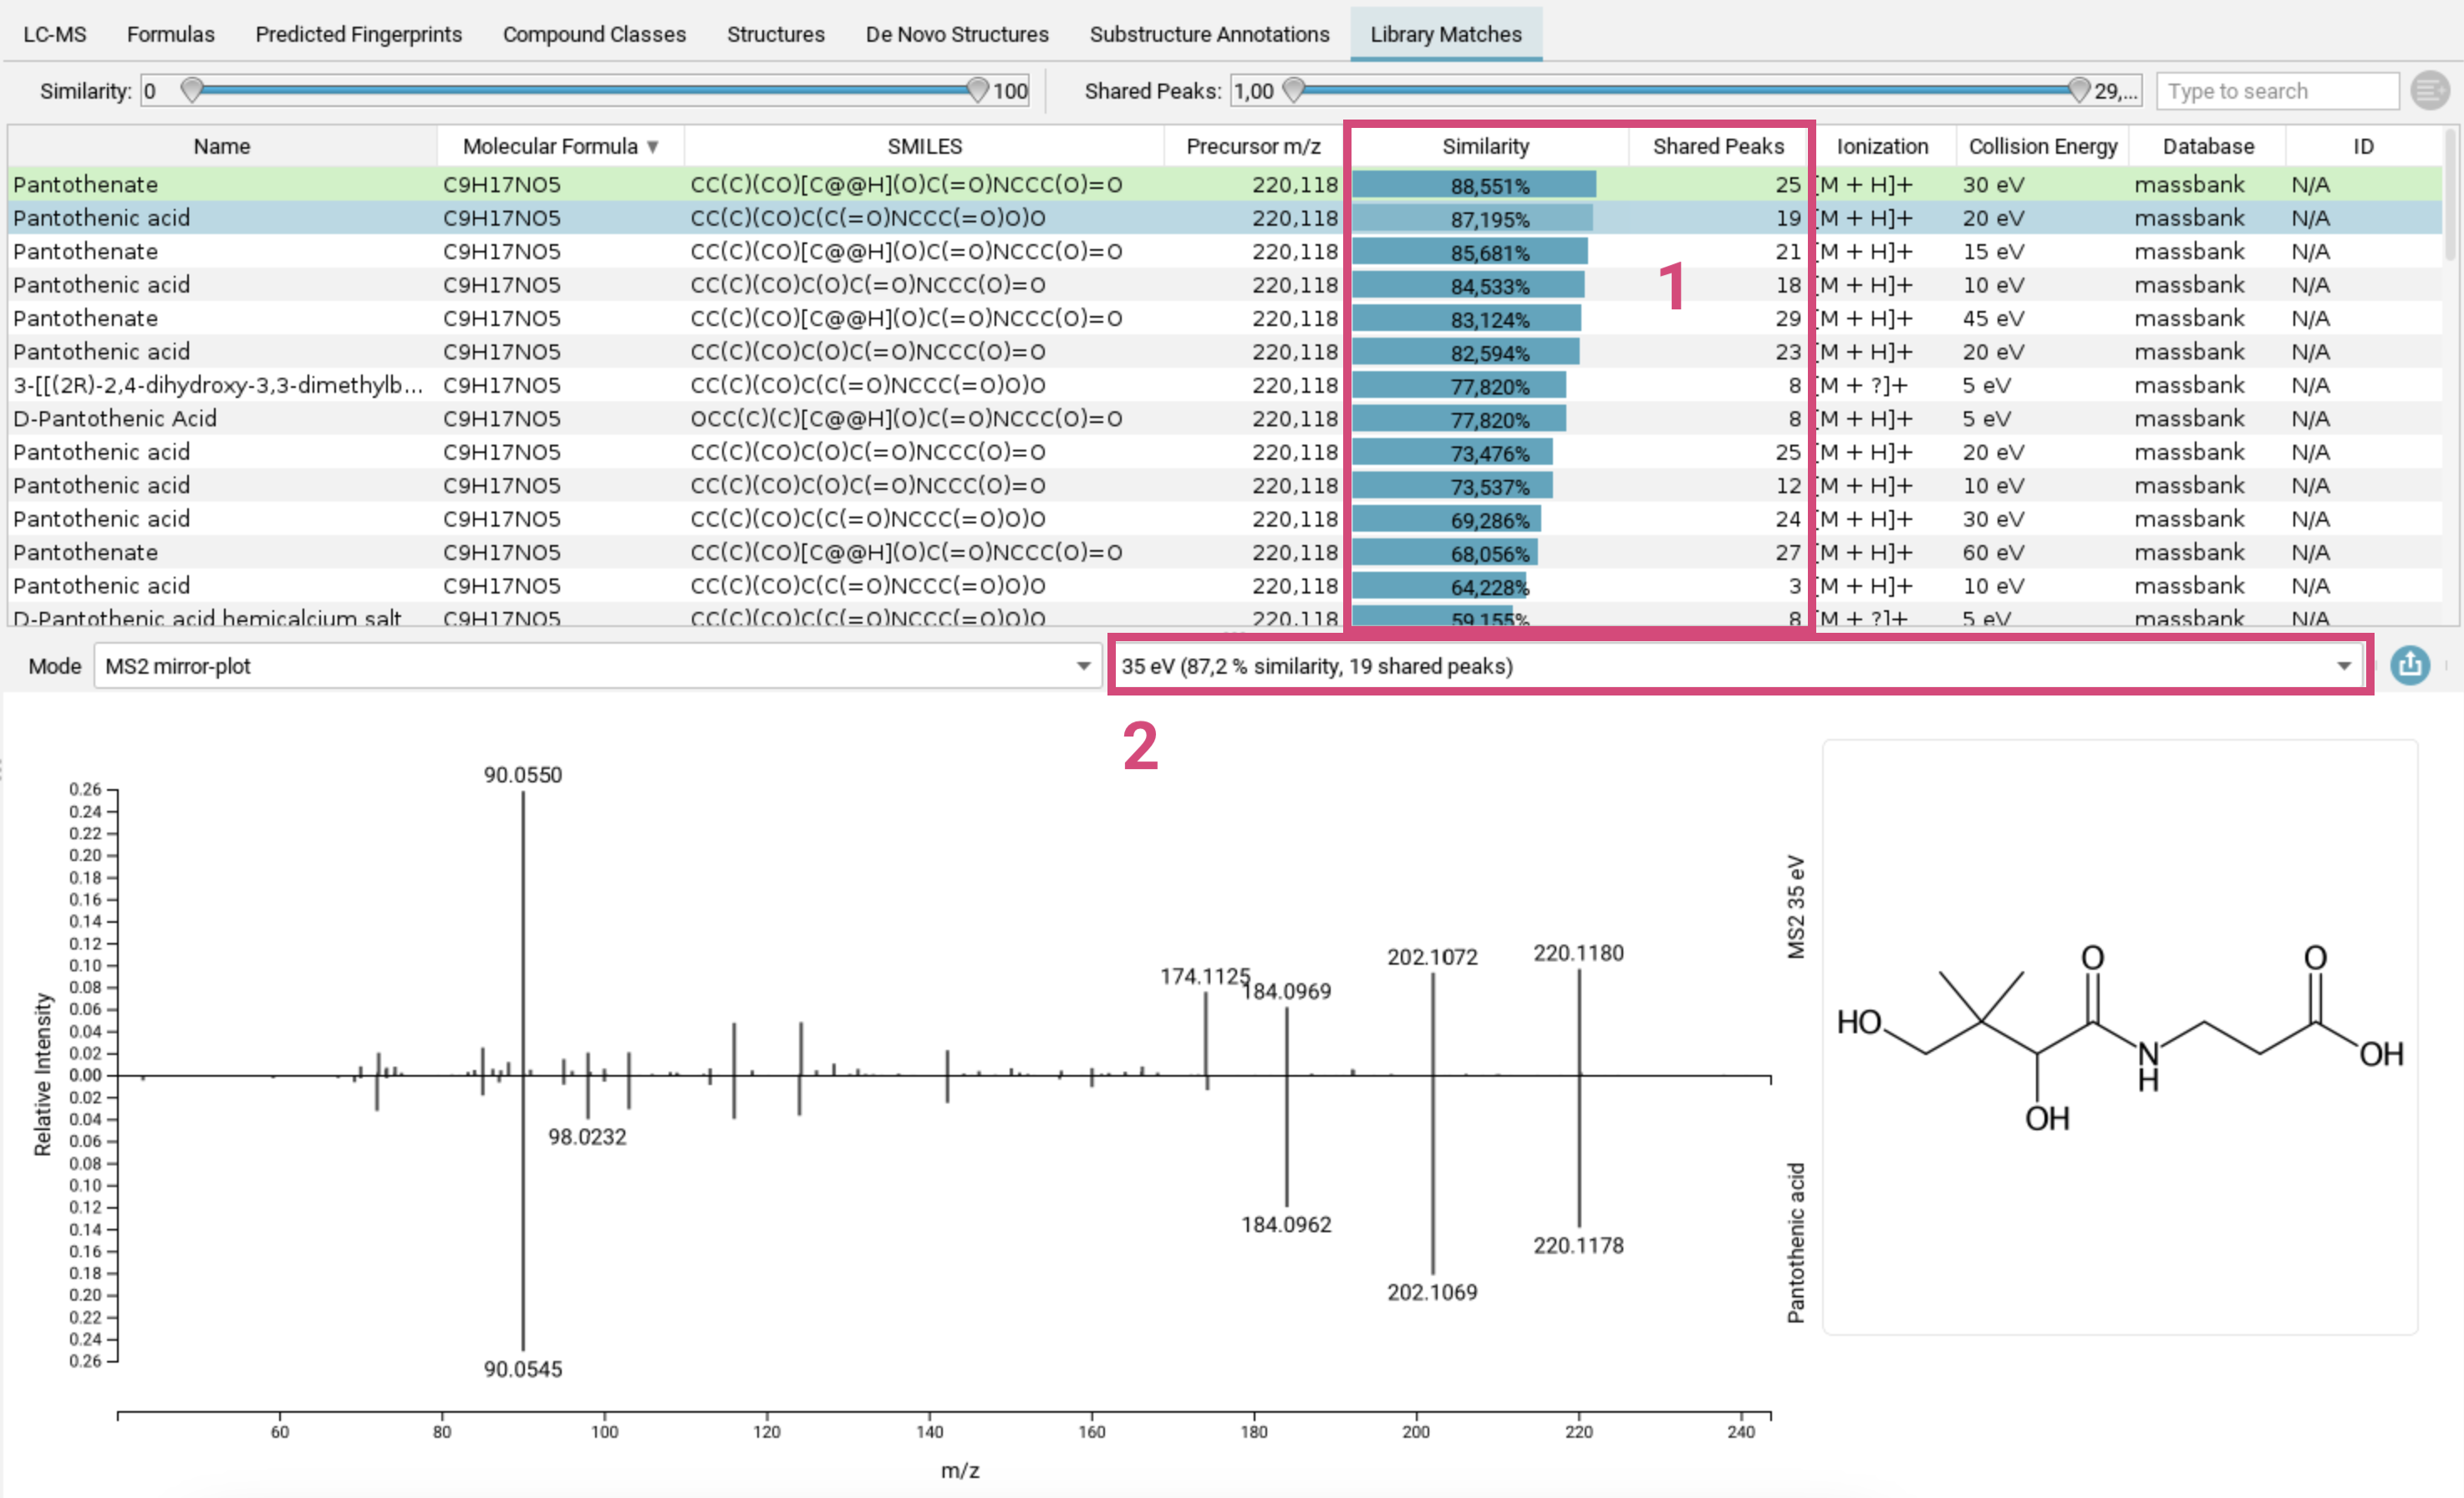 LC-MS Formulas Predicted Fingerprints Compound Classes Structures De Novo Structures Substructure Annotations Library Matches
Similarity: 0 100 Shared Peaks: 1,00 29,... Type to search
Name Molecular Formula ▼ SMILES Precursor m/z Similarity Shared Peaks Ionization Collision Energy Database ID
Pantothenate C9H17NO5 CC(C)(CO)[C@@H](O)C(=O)NCCC(O)=O 220,118 88,551% 25 [M + H]+ 30 eV massbank N/A
Pantothenic acid C9H17NO5 CC(C)(CO)C(C(=O)NCCC(=O)O)O 220,118 87,195% 19 [M + H]+ 20 eV massbank N/A
Pantothenate C9H17NO5 CC(C)(CO)[C@@H](O)C(=O)NCCC(O)=O 220,118 85,681% 21 [M + H]+ 15 eV massbank N/A
Pantothenic acid C9H17NO5 CC(C)(CO)C(O)C(=O)NCCC(O)=O 220,118 84,533% 18 [M + H]+ 10 eV massbank N/A
Pantothenate C9H17NO5 CC(C)(CO)[C@@H](O)C(=O)NCCC(O)=O 220,118 83,124% 29 [M + H]+ 45 eV massbank N/A
Pantothenic acid C9H17NO5 CC(C)(CO)C(O)C(=O)NCCC(O)=O 220,118 82,594% 23 [M + H]+ 20 eV massbank N/A
3-[[(2R)-2,4-dihydroxy-3,3-dimethylb... C9H17NO5 CC(C)(CO)C(C(=O)NCCC(=O)O)O 220,118 77,820% 8 [M + ?]+ 5 eV massbank N/A
D-Pantothenic Acid C9H17NO5 OCC(C)(C)[C@@H](O)C(=O)NCCC(O)=O 220,118 77,820% 8 [M + H]+ 5 eV massbank N/A
Pantothenic acid C9H17NO5 CC(C)(CO)C(O)C(=O)NCCC(O)=O 220,118 73,476% 25 [M + H]+ 20 eV massbank N/A
Pantothenic acid C9H17NO5 CC(C)(CO)C(O)C(=O)NCCC(O)=O 220,118 73,537% 12 [M + H]+ 10 eV massbank N/A
Pantothenic acid C9H17NO5 CC(C)(CO)C(C(=O)NCCC(=O)O)O 220,118 69,286% 24 [M + H]+ 30 eV massbank N/A
Pantothenate C9H17NO5 CC(C)(CO)[C@@H](O)C(=O)NCCC(O)=O 220,118 68,056% 27 [M + H]+ 60 eV massbank N/A
Pantothenic acid C9H17NO5 CC(C)(CO)C(C(=O)NCCC(=O)O)O 220,118 64,228% 3 [M + H]+ 10 eV massbank N/A
D-Pantothenic acid hemicalcium salt C9H17NO5 CC(C)(CO)C(C(=O)NCCC(=O)O)O 220,118 59,155% 8 [M + ?]+ 5 eV massbank N/A
1
Mode MS2 mirror-plot 35 eV (87,2 % similarity, 19 shared peaks)
2
Relative Intensity
0.26
0.24
0.22
0.20
0.18
0.16
0.14
0.12
0.10
0.08
0.06
0.04
0.02
0.00
0.02
0.04
0.06
0.08
0.10
0.12
0.14
0.16
0.18
0.20
0.22
0.24
0.26
90.0550
174.1125
184.0969
202.1072
220.1180
98.0232
184.0962
220.1178
202.1069
90.0545
60 80 100 120 140 160 180 200 220 240
m/z
MS2 35 eV
Pantothenic acid
O O
HO
N OH
H
OH